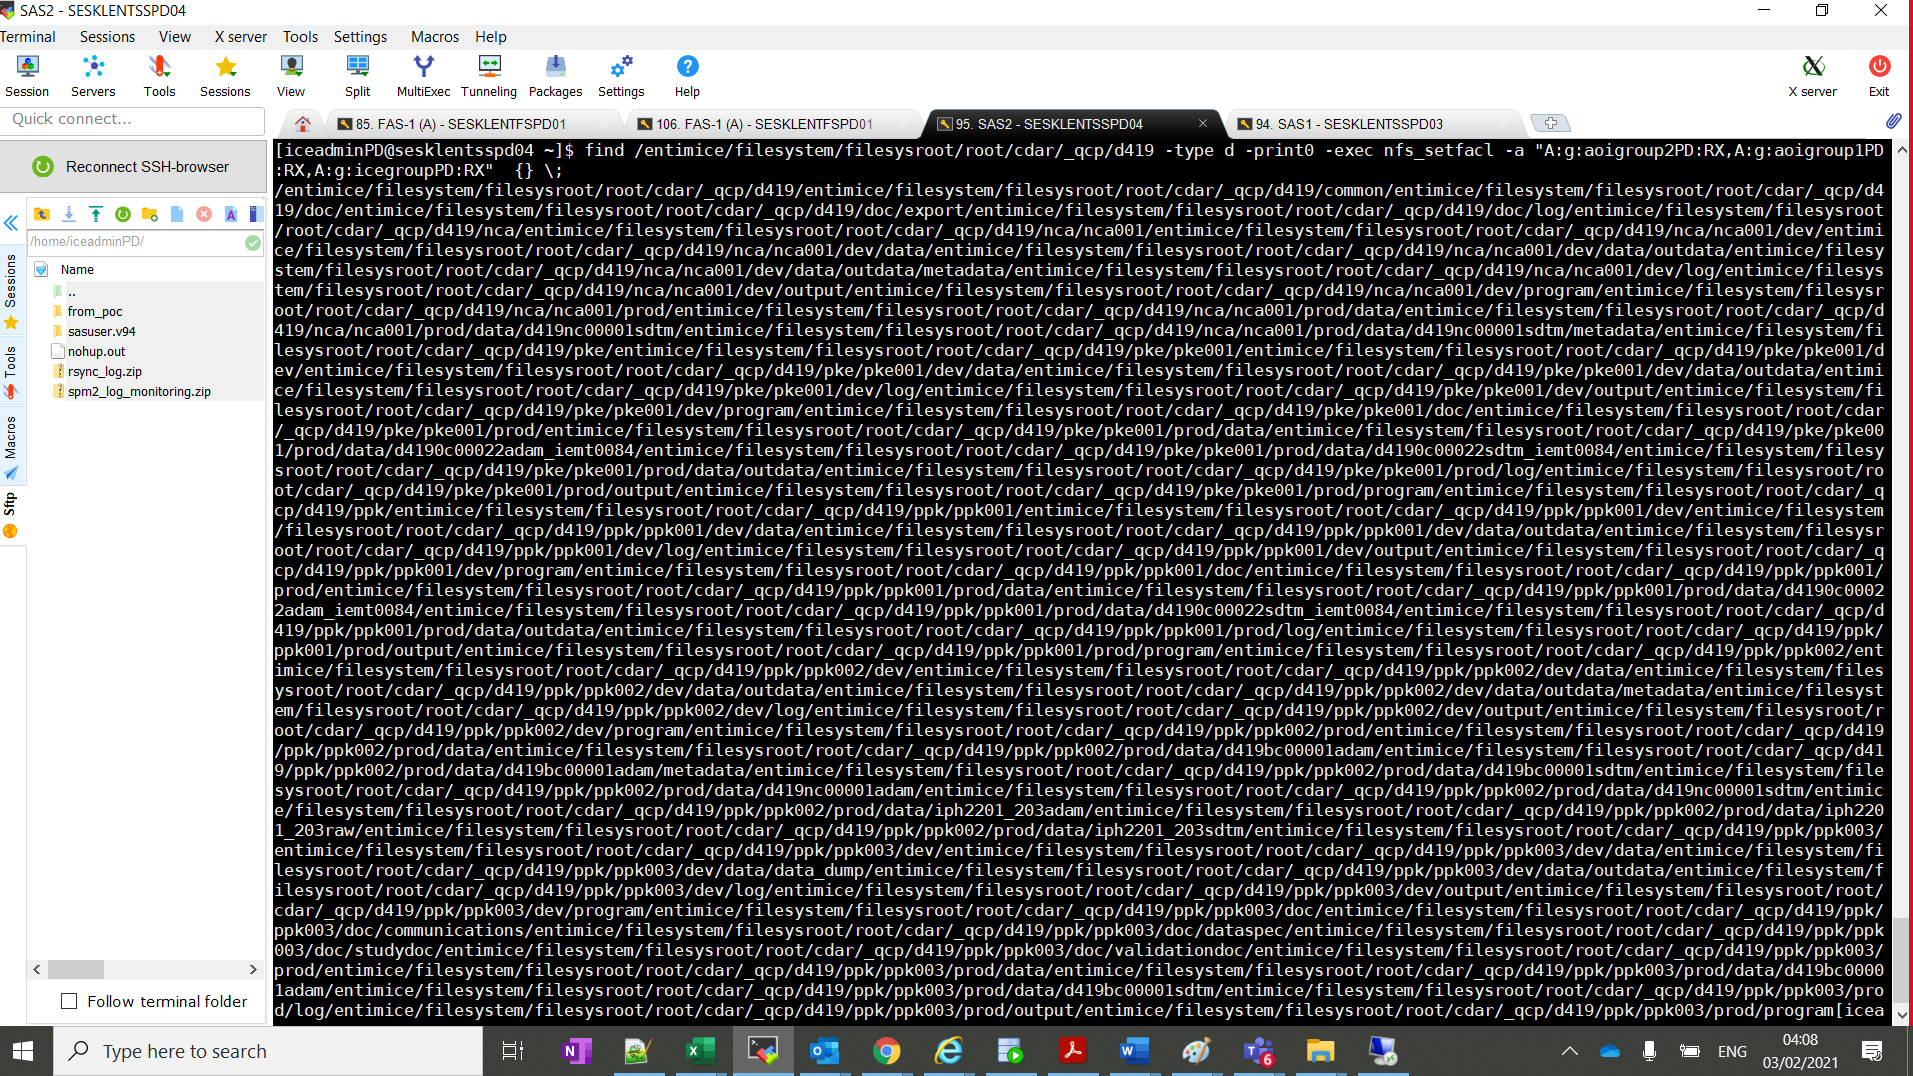 SAS2 - SESKLENTSSPD04
Terminal Sessions View X server Tools Settings Macros Help
Session Servers Tools Sessions View Split MultiExec Tunneling Packages Settings Help X server Exit
Quick connect...
85. FAS-1 (A) - SESKLENTFSPD01
106. FAS-1 (A) - SESKLENTFSPD01
95. SAS2 - SESKLENTSSPD04
94. SAS1 - SESKLENTSSPD03
Reconnect SSH-browser
/home/iceadminPD/
Name
..
from_poc
sasuser.v94
nohup.out
rsync_log.zip
spm2_log_monitoring.zip
Sessions
Tools
Macros
Sftp
Follow terminal folder
[iceadminPD@sesklentsspd04 ~]$ find /entimice/filesystem/filesysroot/root/cdar/_qcp/d419 -type d -print0 -exec nfs_setfacl -a "A:g:aoigroup2PD:RX,A:g:aoigroup1PD
:RX,A:g:icegroupPD:RX"  {} \;
/entimice/filesystem/filesysroot/root/cdar/_qcp/d419/entimice/filesystem/filesysroot/root/cdar/_qcp/d419/common/entimice/filesystem/filesysroot/root/cdar/_qcp/d4
19/doc/entimice/filesystem/filesysroot/root/cdar/_qcp/d419/doc/export/entimice/filesystem/filesysroot/root/cdar/_qcp/d419/doc/log/entimice/filesystem/filesysroot
/root/cdar/_qcp/d419/nca/entimice/filesystem/filesysroot/root/cdar/_qcp/d419/nca/nca001/entimice/filesystem/filesysroot/root/cdar/_qcp/d419/nca/nca001/dev/entimi
ce/filesystem/filesysroot/root/cdar/_qcp/d419/nca/nca001/dev/data/entimice/filesystem/filesysroot/root/cdar/_qcp/d419/nca/nca001/dev/data/outdata/entimice/filesy
stem/filesysroot/root/cdar/_qcp/d419/nca/nca001/dev/data/outdata/metadata/entimice/filesystem/filesysroot/root/cdar/_qcp/d419/nca/nca001/dev/log/entimice/filesys
tem/filesysroot/root/cdar/_qcp/d419/nca/nca001/dev/output/entimice/filesystem/filesysroot/root/cdar/_qcp/d419/nca/nca001/dev/program/entimice/filesystem/filesysr
oot/root/cdar/_qcp/d419/nca/nca001/prod/entimice/filesystem/filesysroot/root/cdar/_qcp/d419/nca/nca001/prod/data/entimice/filesystem/filesysroot/root/cdar/_qcp/d
419/nca/nca001/prod/data/d419nc00001sdtm/entimice/filesystem/filesysroot/root/cdar/_qcp/d419/nca/nca001/prod/data/d419nc00001sdtm/metadata/entimice/filesystem/fi
lesysroot/root/cdar/_qcp/d419/pke/entimice/filesystem/filesysroot/root/cdar/_qcp/d419/pke/pke001/entimice/filesystem/filesysroot/root/cdar/_qcp/d419/pke/pke001/d
ev/entimice/filesystem/filesysroot/root/cdar/_qcp/d419/pke/pke001/dev/data/entimice/filesystem/filesysroot/root/cdar/_qcp/d419/pke/pke001/dev/data/outdata/entimi
ce/filesystem/filesysroot/root/cdar/_qcp/d419/pke/pke001/dev/log/entimice/filesystem/filesysroot/root/cdar/_qcp/d419/pke/pke001/dev/output/entimice/filesystem/fi
lesysroot/root/cdar/_qcp/d419/pke/pke001/dev/program/entimice/filesystem/filesysroot/root/cdar/_qcp/d419/pke/pke001/doc/entimice/filesystem/filesysroot/root/cdar
/_qcp/d419/pke/pke001/prod/entimice/filesystem/filesysroot/root/cdar/_qcp/d419/pke/pke001/prod/data/entimice/filesystem/filesysroot/root/cdar/_qcp/d419/pke/pke00
1/prod/data/d4190c00022adam_iemt0084/entimice/filesystem/filesysroot/root/cdar/_qcp/d419/pke/pke001/prod/data/d4190c00022sdtm_iemt0084/entimice/filesystem/filesy
sroot/root/cdar/_qcp/d419/pke/pke001/prod/data/outdata/entimice/filesystem/filesysroot/root/cdar/_qcp/d419/pke/pke001/prod/log/entimice/filesystem/filesysroot/ro
ot/cdar/_qcp/d419/pke/pke001/prod/output/entimice/filesystem/filesysroot/root/cdar/_qcp/d419/pke/pke001/prod/program/entimice/filesystem/filesysroot/root/cdar/_q
cp/d419/ppk/entimice/filesystem/filesysroot/root/cdar/_qcp/d419/ppk/ppk001/entimice/filesystem/filesysroot/root/cdar/_qcp/d419/ppk/ppk001/dev/entimice/filesystem
/filesysroot/root/cdar/_qcp/d419/ppk/ppk001/dev/data/entimice/filesystem/filesysroot/root/cdar/_qcp/d419/ppk/ppk001/dev/data/outdata/entimice/filesystem/filesysr
oot/root/cdar/_qcp/d419/ppk/ppk001/dev/log/entimice/filesystem/filesysroot/root/cdar/_qcp/d419/ppk/ppk001/dev/output/entimice/filesystem/filesysroot/root/cdar/_q
cp/d419/ppk/ppk001/dev/program/entimice/filesystem/filesysroot/root/cdar/_qcp/d419/ppk/ppk001/doc/entimice/filesystem/filesysroot/root/cdar/_qcp/d419/ppk/ppk001/
prod/entimice/filesystem/filesysroot/root/cdar/_qcp/d419/ppk/ppk001/prod/data/entimice/filesystem/filesysroot/root/cdar/_qcp/d419/ppk/ppk001/prod/data/d4190c0002
2adam_iemt0084/entimice/filesystem/filesysroot/root/cdar/_qcp/d419/ppk/ppk001/prod/data/d4190c00022sdtm_iemt0084/entimice/filesystem/filesysroot/root/cdar/_qcp/d
419/ppk/ppk001/prod/data/outdata/entimice/filesystem/filesysroot/root/cdar/_qcp/d419/ppk/ppk001/prod/log/entimice/filesystem/filesysroot/root/cdar/_qcp/d419/ppk/
ppk001/prod/output/entimice/filesystem/filesysroot/root/cdar/_qcp/d419/ppk/ppk001/prod/program/entimice/filesystem/filesysroot/root/cdar/_qcp/d419/ppk/ppk002/ent
imice/filesystem/filesysroot/root/cdar/_qcp/d419/ppk/ppk002/dev/entimice/filesystem/filesysroot/root/cdar/_qcp/d419/ppk/ppk002/dev/data/entimice/filesystem/files
ysroot/root/cdar/_qcp/d419/ppk/ppk002/dev/data/outdata/entimice/filesystem/filesysroot/root/cdar/_qcp/d419/ppk/ppk002/dev/data/outdata/metadata/entimice/filesyst
em/filesysroot/root/cdar/_qcp/d419/ppk/ppk002/dev/log/entimice/filesystem/filesysroot/root/cdar/_qcp/d419/ppk/ppk002/dev/output/entimice/filesystem/filesysroot/r
oot/cdar/_qcp/d419/ppk/ppk002/dev/program/entimice/filesystem/filesysroot/root/cdar/_qcp/d419/ppk/ppk002/prod/entimice/filesystem/filesysroot/root/cdar/_qcp/d419
/ppk/ppk002/prod/data/entimice/filesystem/filesysroot/root/cdar/_qcp/d419/ppk/ppk002/prod/data/d419bc00001adam/entimice/filesystem/filesysroot/root/cdar/_qcp/d41
9/ppk/ppk002/prod/data/d419bc00001adam/metadata/entimice/filesystem/filesysroot/root/cdar/_qcp/d419/ppk/ppk002/prod/data/d419bc00001sdtm/entimice/filesystem/file
sysroot/root/cdar/_qcp/d419/ppk/ppk002/prod/data/d419nc00001adam/entimice/filesystem/filesysroot/root/cdar/_qcp/d419/ppk/ppk002/prod/data/d419nc00001sdtm/entimic
e/filesystem/filesysroot/root/cdar/_qcp/d419/ppk/ppk002/prod/data/iph2201_203adam/entimice/filesystem/filesysroot/root/cdar/_qcp/d419/ppk/ppk002/prod/data/iph220
1_203raw/entimice/filesystem/filesysroot/root/cdar/_qcp/d419/ppk/ppk002/prod/data/iph2201_203sdtm/entimice/filesystem/filesysroot/root/cdar/_qcp/d419/ppk/ppk003/
entimice/filesystem/filesysroot/root/cdar/_qcp/d419/ppk/ppk003/dev/entimice/filesystem/filesysroot/root/cdar/_qcp/d419/ppk/ppk003/dev/data/entimice/filesystem/fi
lesysroot/root/cdar/_qcp/d419/ppk/ppk003/dev/data/data_dump/entimice/filesystem/filesysroot/root/cdar/_qcp/d419/ppk/ppk003/dev/data/outdata/entimice/filesystem/f
ilesysroot/root/cdar/_qcp/d419/ppk/ppk003/dev/log/entimice/filesystem/filesysroot/root/cdar/_qcp/d419/ppk/ppk003/dev/output/entimice/filesystem/filesysroot/root/
cdar/_qcp/d419/ppk/ppk003/dev/program/entimice/filesystem/filesysroot/root/cdar/_qcp/d419/ppk/ppk003/doc/entimice/filesystem/filesysroot/root/cdar/_qcp/d419/ppk/
ppk003/doc/communications/entimice/filesystem/filesysroot/root/cdar/_qcp/d419/ppk/ppk003/doc/dataspec/entimice/filesystem/filesysroot/root/cdar/_qcp/d419/ppk/ppk
003/doc/studydoc/entimice/filesystem/filesysroot/root/cdar/_qcp/d419/ppk/ppk003/doc/validationdoc/entimice/filesystem/filesysroot/root/cdar/_qcp/d419/ppk/ppk003/
prod/entimice/filesystem/filesysroot/root/cdar/_qcp/d419/ppk/ppk003/prod/data/entimice/filesystem/filesysroot/root/cdar/_qcp/d419/ppk/ppk003/prod/data/d419bc0000
1adam/entimice/filesystem/filesysroot/root/cdar/_qcp/d419/ppk/ppk003/prod/data/d419bc00001sdtm/entimice/filesystem/filesysroot/root/cdar/_qcp/d419/ppk/ppk003/pro
d/log/entimice/filesystem/filesysroot/root/cdar/_qcp/d419/ppk/ppk003/prod/output/entimice/filesystem/filesysroot/root/cdar/_qcp/d419/ppk/ppk003/prod/program[icea
Type here to search
6
ENG
04:08
03/02/2021